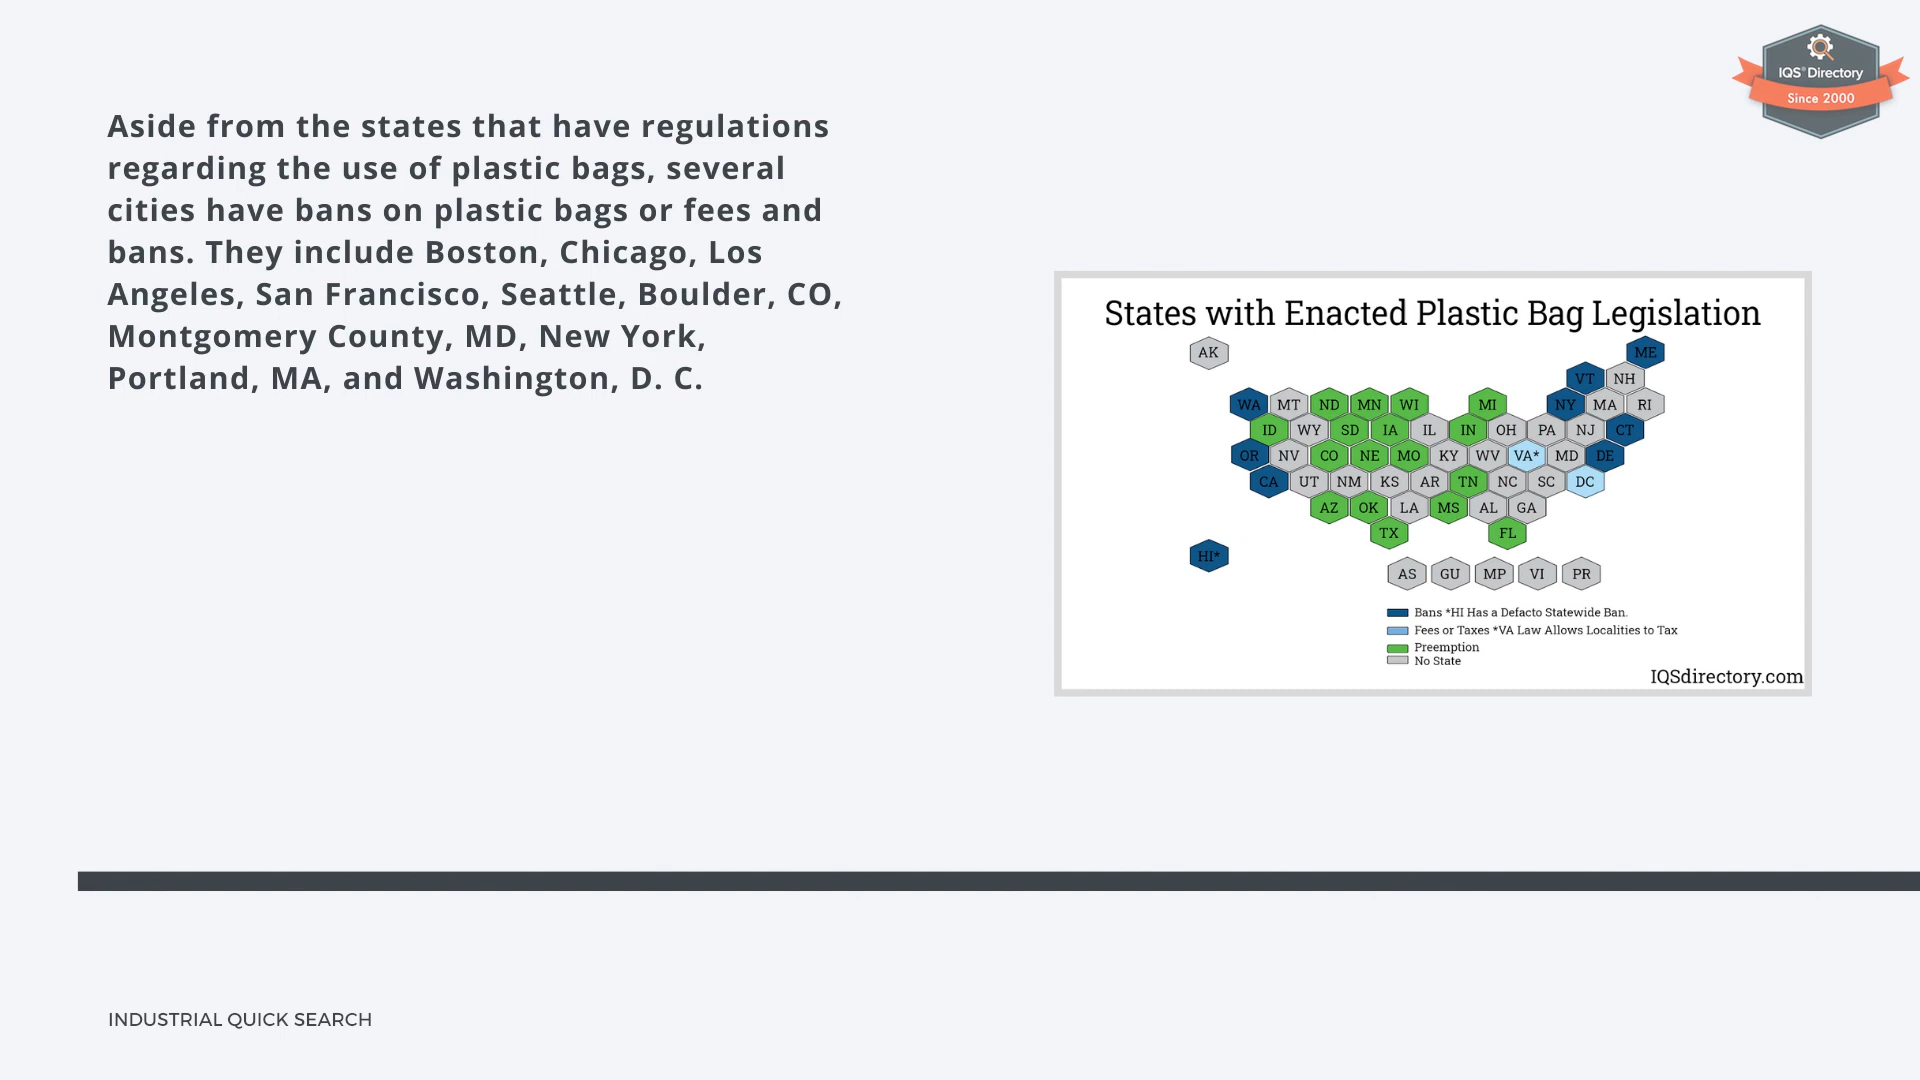 IQS® Directory
Since 2000
Aside from the states that have regulations
regarding the use of plastic bags, several
cities have bans on plastic bags or fees and
bans. They include Boston, Chicago, Los
Angeles, San Francisco, Seattle, Boulder, CO,
Montgomery County, MD, New York,
Portland, MA, and Washington, D. C.
States with Enacted Plastic Bag Legislation
AK ME
VT NH
WA MT ND MN WI MI NY MA RI
ID WY SD IA IL IN OH PA NJ CT
OR NV CO NE MO KY WV VA* MD DE
CA UT NM KS AR TN NC SC DC
AZ OK LA MS AL GA
TX FL
HI*
AS GU MP VI PR
Bans *HI Has a Defacto Statewide Ban.
Fees or Taxes *VA Law Allows Localities to Tax
Preemption
No State
IQSdirectory.com
INDUSTRIAL QUICK SEARCH